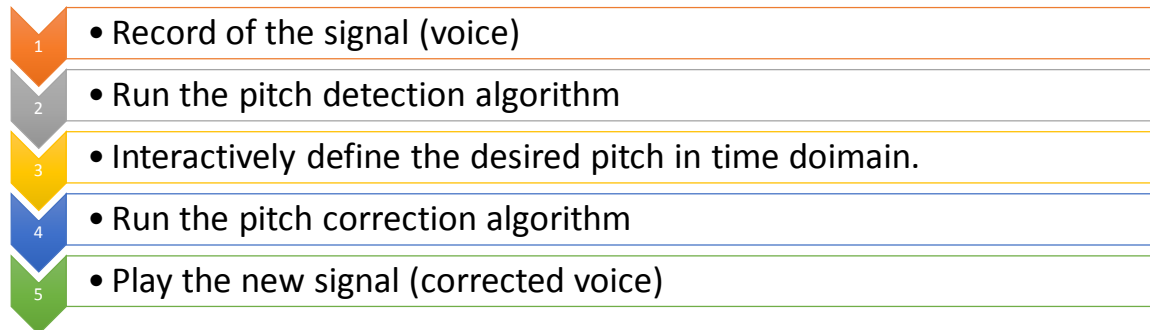 1 • Record of the signal (voice)
2 • Run the pitch detection algorithm
3 • Interactively define the desired pitch in time doimain.
4 • Run the pitch correction algorithm
5 • Play the new signal (corrected voice)